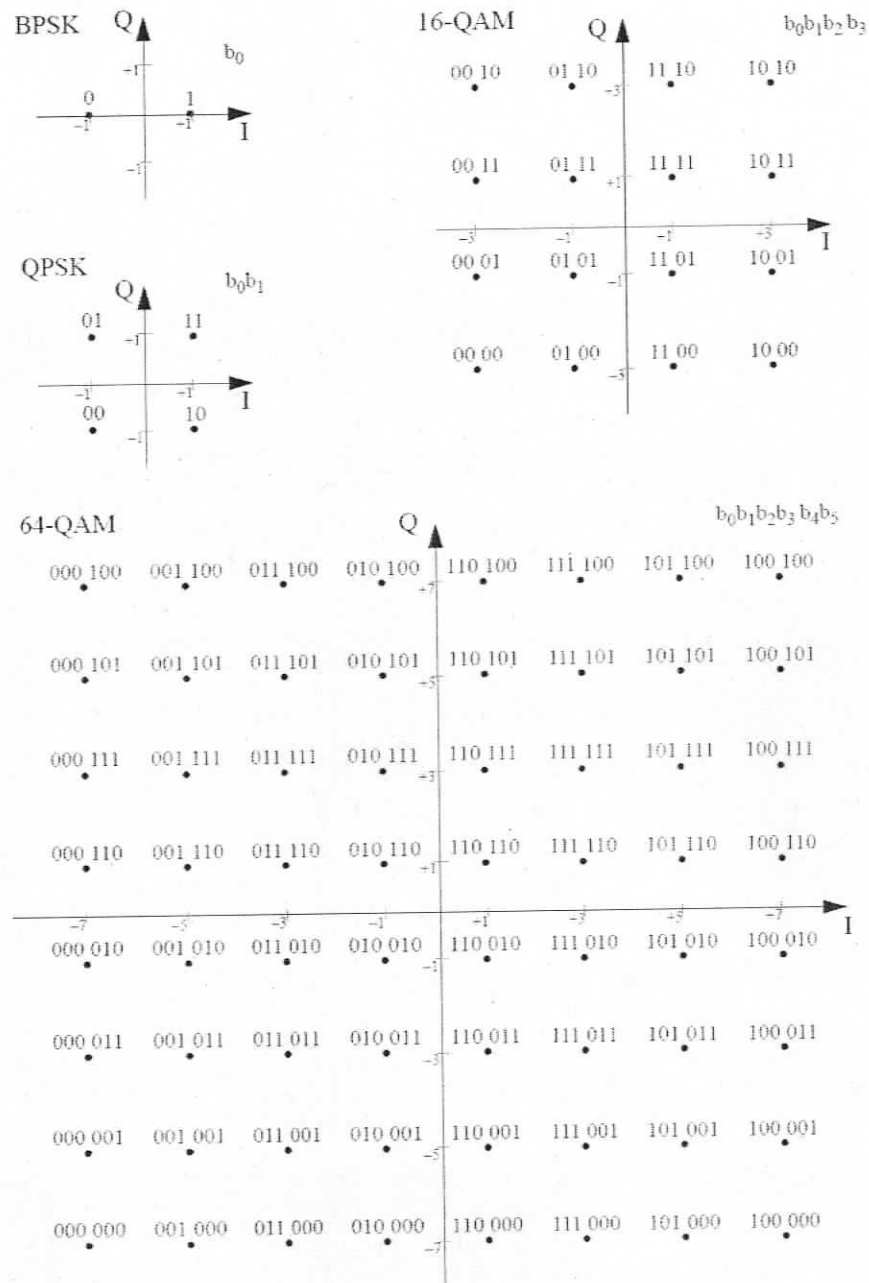 BPSK Q
b₀
+1
0 1
−1 +1 I
−1
16-QAM Q b₀b₁b₂b₃
00 10 01 10 11 10 10 10
+3
00 11 01 11 11 11 10 11
+1
−3 −1 +1 +3 I
00 01 01 01 11 01 10 01
−1
00 00 01 00 11 00 10 00
−3
QPSK Q b₀b₁
01 11
+1
−1 +1 I
00 10
−1
64-QAM Q b₀b₁b₂b₃ b₄b₅
000 100 001 100 011 100 010 100 110 100 111 100 101 100 100 100
+7
000 101 001 101 011 101 010 101 110 101 111 101 101 101 100 101
+5
000 111 001 111 011 111 010 111 110 111 111 111 101 111 100 111
+3
000 110 001 110 011 110 010 110 110 110 111 110 101 110 100 110
+1
−7 −5 −3 −1 +1 +3 +5 +7 I
000 010 001 010 011 010 010 010 110 010 111 010 101 010 100 010
−1
000 011 001 011 011 011 010 011 110 011 111 011 101 011 100 011
−3
000 001 001 001 011 001 010 001 110 001 111 001 101 001 100 001
−5
000 000 001 000 011 000 010 000 110 000 111 000 101 000 100 000
−7